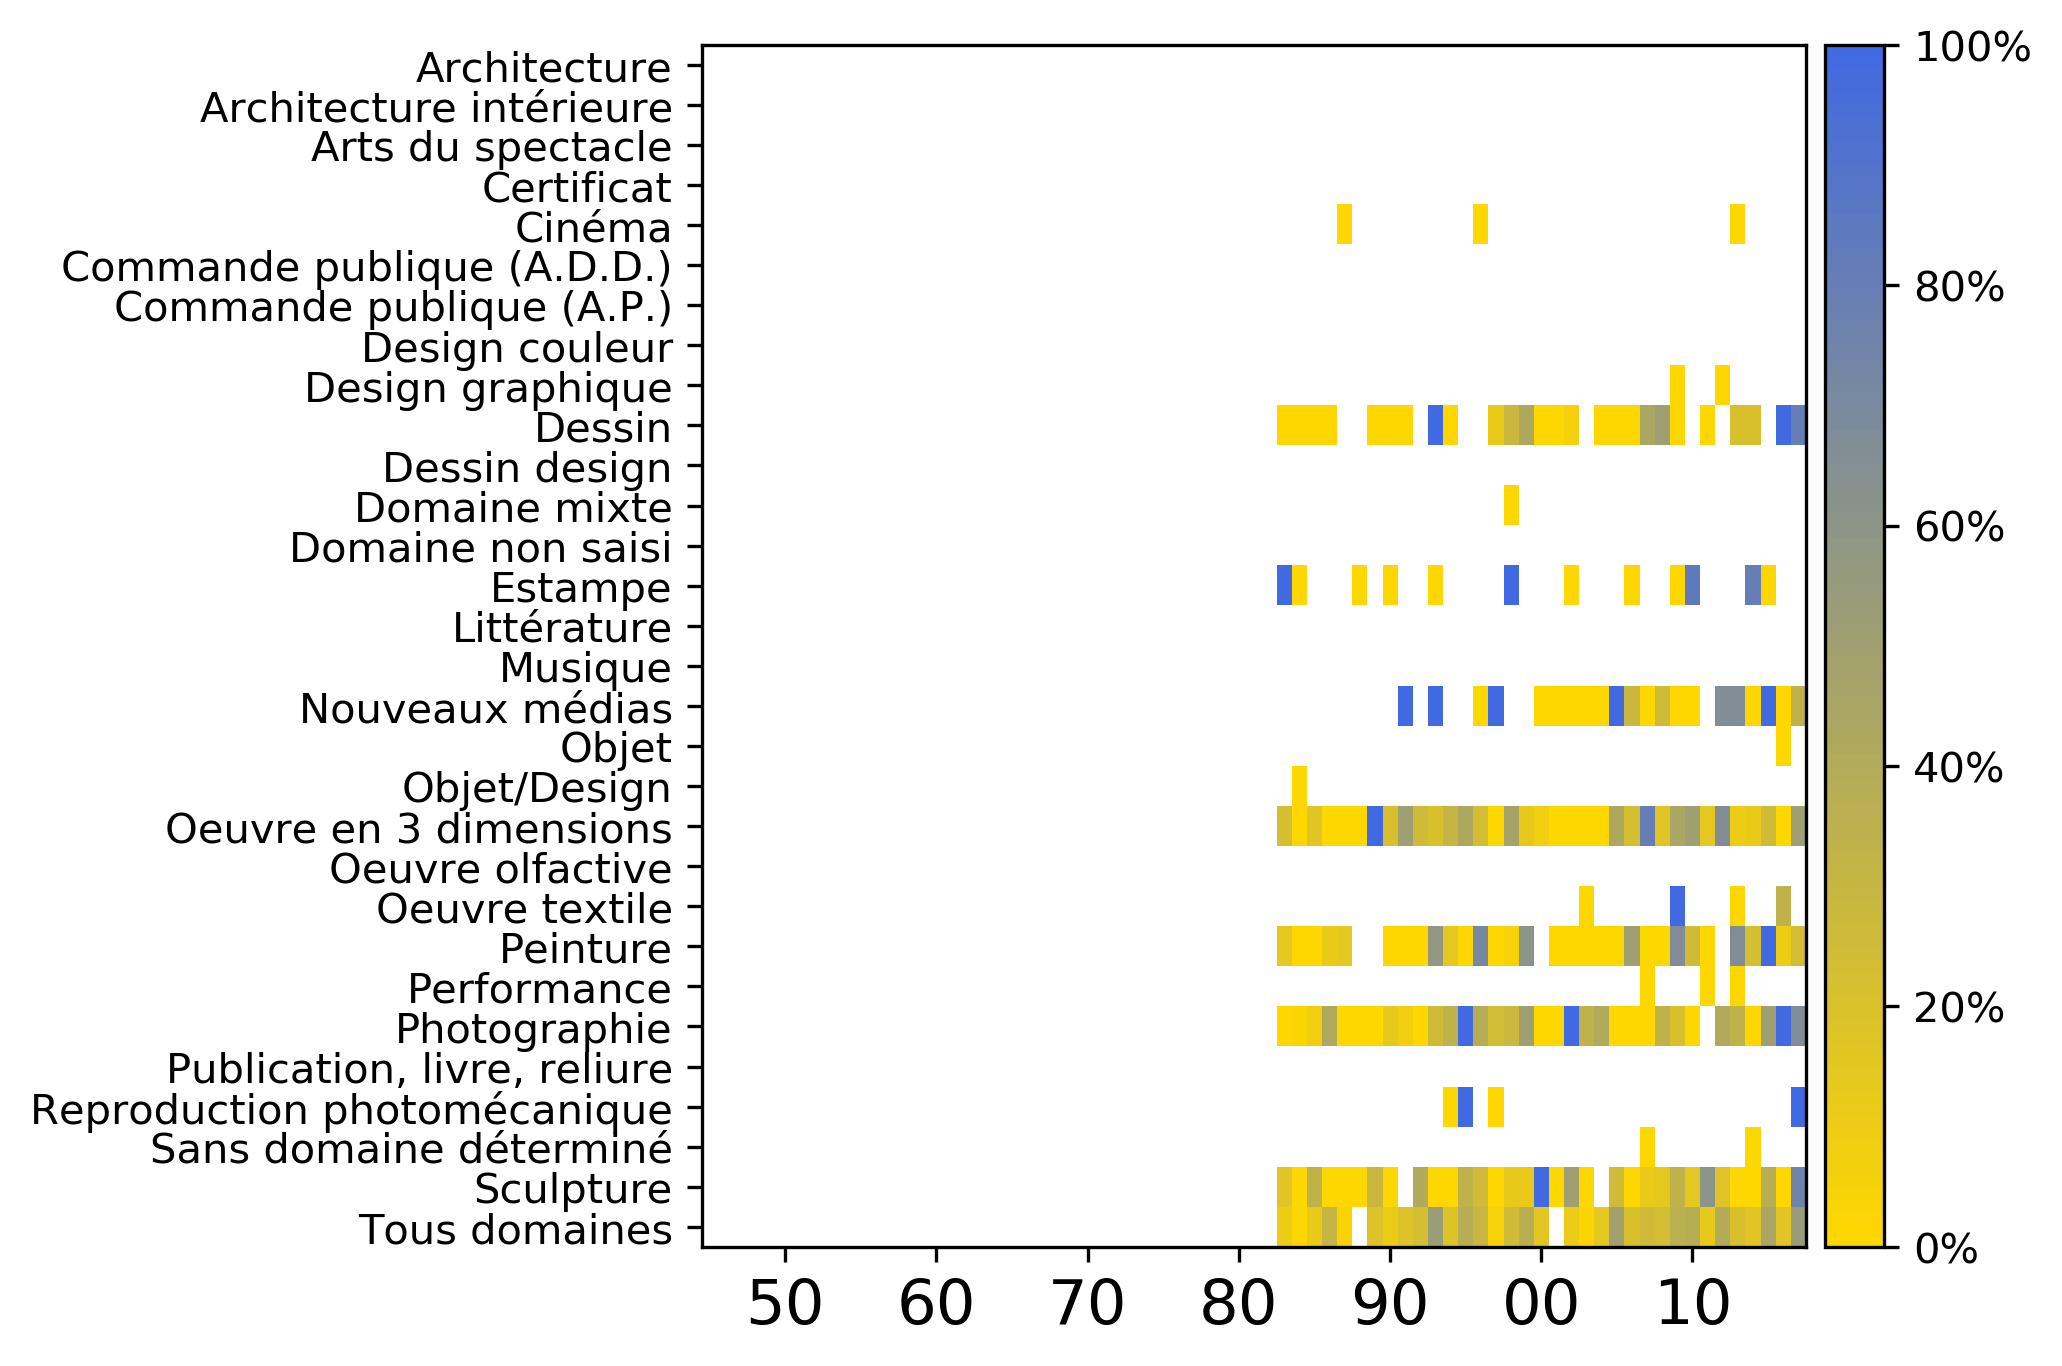 Architecture
Architecture intérieure
Arts du spectacle
Certificat
Cinéma
Commande publique (A.D.D.)
Commande publique (A.P.)
Design couleur
Design graphique
Dessin
Dessin design
Domaine mixte
Domaine non saisi
Estampe
Littérature
Musique
Nouveaux médias
Objet
Objet/Design
Oeuvre en 3 dimensions
Oeuvre olfactive
Oeuvre textile
Peinture
Performance
Photographie
Publication, livre, reliure
Reproduction photomécanique
Sans domaine déterminé
Sculpture
Tous domaines
50 60 70 80 90 00 10
100%
80%
60%
40%
20%
0%